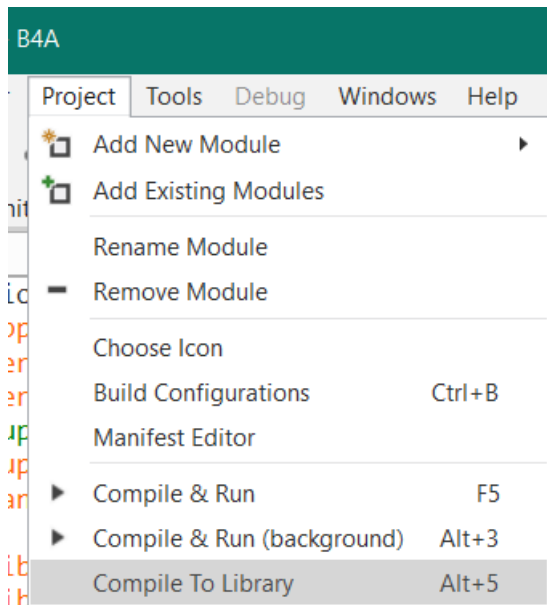 B4A
Project Tools Debug Windows Help
Add New Module
Add Existing Modules
Rename Module
Remove Module
Choose Icon
Build Configurations Ctrl+B
Manifest Editor
Compile & Run F5
Compile & Run (background) Alt+3
Compile To Library Alt+5